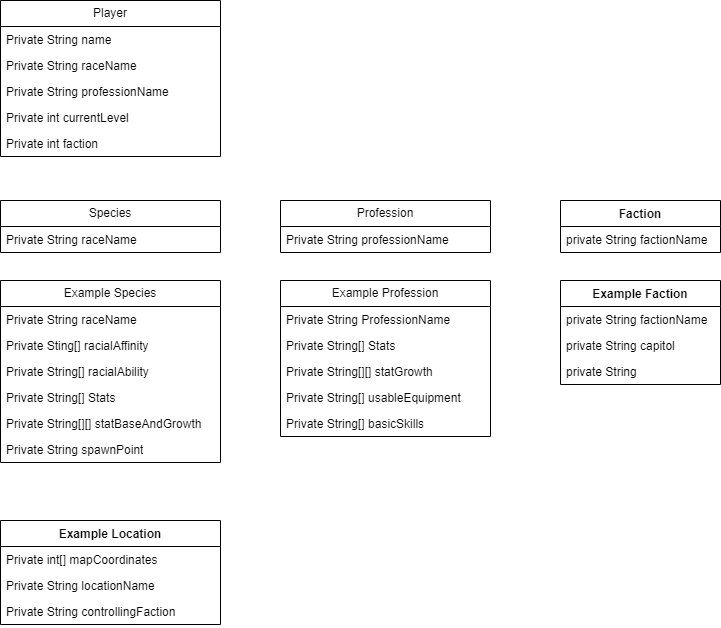 Player
Private String name
Private String raceName
Private String professionName
Private int currentLevel
Private int faction
Species
Private String raceName
Profession
Private String professionName
Faction
private String factionName
Example Species
Private String raceName
Private Sting[] racialAffinity
Private String[] racialAbility
Private String[] Stats
Private String[][] statBaseAndGrowth
Private String spawnPoint
Example Profession
Private String ProfessionName
Private String[] Stats
Private String[][] statGrowth
Private String[] usableEquipment
Private String[] basicSkills
Example Faction
private String factionName
private String capitol
private String
Example Location
Private int[] mapCoordinates
Private String locationName
Private String controllingFaction